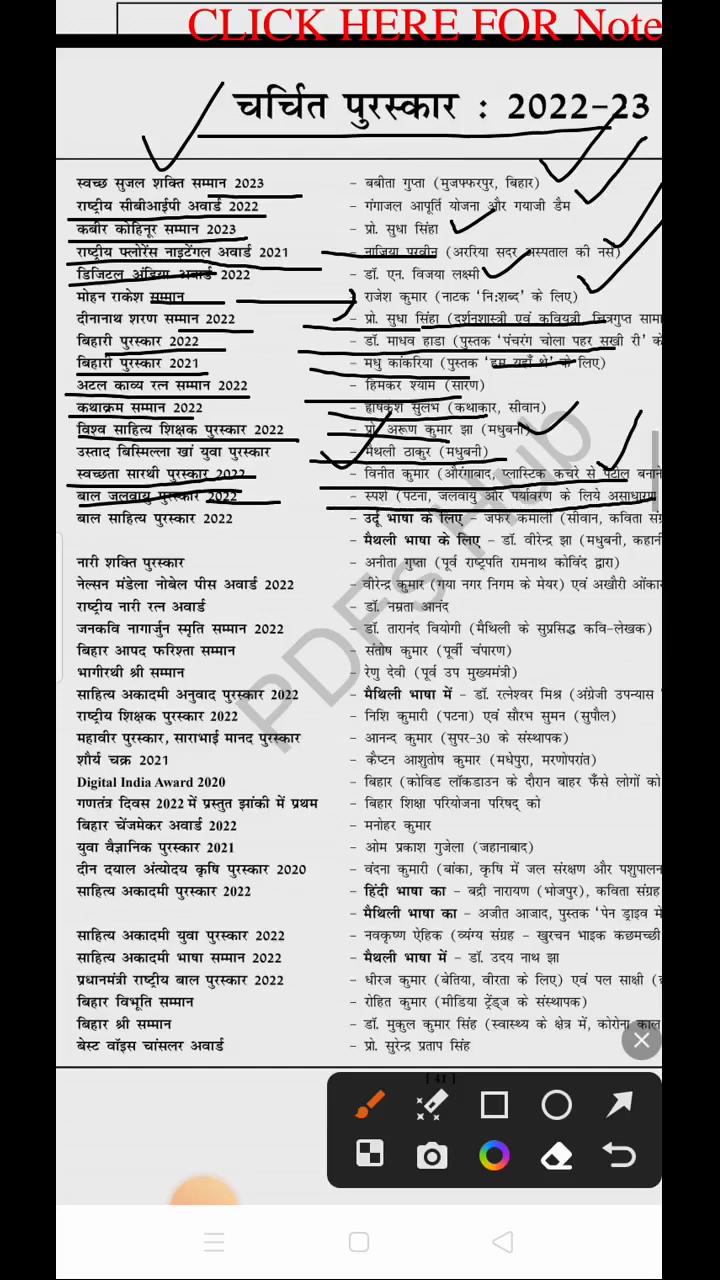 CLICK HERE FOR Note
चर्चित पुरस्कार : 2022-23
स्वच्छ सुजल शक्ति सम्मान 2023 - बबीता गुप्ता (मुजफ्फरपुर, बिहार)
राष्ट्रीय सीबीआईपी अवार्ड 2022 - गंगाजल आपूर्ति योजना और गयाजी डैम
कबीर कोहिनूर सम्मान 2023 - प्रो. सुधा सिंहा
राष्ट्रीय फ्लोरेंस नाइटेंगल अवार्ड 2021 - नाजिया परवीन (अररिया सदर अस्पताल की नर्स)
डिजिटल अंडिया अवार्ड 2022 - डॉ. एन. विजया लक्ष्मी
मोहन राकेश सम्मान - राजेश कुमार (नाटक 'नि:शब्द' के लिए)
दीनानाथ शरण सम्मान 2022 - प्रो. सुधा सिंहा (दर्शनशास्त्री एवं कवियत्री, चित्रगुप्त सामा
बिहारी पुरस्कार 2022 - डॉ. माधव हाडा (पुस्तक 'पंचरंग चोला पहर सखी री' के
बिहारी पुरस्कार 2021 - मधु कांकरिया (पुस्तक 'हम यहाँ थे' के लिए)
अटल काव्य रत्न सम्मान 2022 - हिमकर श्याम (सारण)
कथाक्रम सम्मान 2022 - ह्रषिकेश सुलभ (कथाकार, सीवान)
विश्व साहित्य शिक्षक पुरस्कार 2022 - प्रो. अरूण कुमार झा (मधुबनी)
उस्ताद बिस्मिल्ला खां युवा पुरस्कार - मैथली ठाकुर (मधुबनी)
स्वच्छता सारथी पुरस्कार 2022 - विनीत कुमार (औरंगाबाद, प्लास्टिक कचरे से पेट्रोल बनाने
बाल जलवायु पुरस्कार 2022 - स्पर्श (पटना, जलवायु और पर्यावरण के लिये असाधारण
बाल साहित्य पुरस्कार 2022 - उर्दू भाषा के लिए - जफर कमाली (सीवान, कविता संग्र
- मैथली भाषा के लिए - डॉ. वीरेन्द्र झा (मधुबनी, कहानी
नारी शक्ति पुरस्कार - अनीता गुप्ता (पूर्व राष्ट्रपति रामनाथ कोविंद द्वारा)
नेल्सन मंडेला नोबेल पीस अवार्ड 2022 - वीरेन्द्र कुमार (गया नगर निगम के मेयर) एवं अखौरी ओंका
राष्ट्रीय नारी रत्न अवार्ड - डॉ. नम्रता आनंद
जनकवि नागार्जुन स्मृति सम्मान 2022 - डॉ. तारानंद वियोगी (मैथिली के सुप्रसिद्ध कवि-लेखक)
बिहार आपद फरिश्ता सम्मान - संतोष कुमार (पूर्वी चंपारण)
भागीरथी श्री सम्मान - रेणु देवी (पूर्व उप मुख्यमंत्री)
साहित्य अकादमी अनुवाद पुरस्कार 2022 - मैथिली भाषा में - डॉ. रत्नेश्वर मिश्र (अंग्रेजी उपन्यास '
राष्ट्रीय शिक्षक पुरस्कार 2022 - निशि कुमारी (पटना) एवं सौरभ सुमन (सुपौल)
महावीर पुरस्कार, साराभाई मानद पुरस्कार - आनन्द कुमार (सुपर-30 के संस्थापक)
शौर्य चक्र 2021 - कैप्टन आशुतोष कुमार (मधेपुरा, मरणोपरांत)
Digital India Award 2020 - बिहार (कोविड लॉकडाउन के दौरान बाहर फँसे लोगों को
गणतंत्र दिवस 2022 में प्रस्तुत झांकी में प्रथम - बिहार शिक्षा परियोजना परिषद् को
बिहार चेंजमेकर अवार्ड 2022 - मनोहर कुमार
युवा वैज्ञानिक पुरस्कार 2021 - ओम प्रकाश गुजेला (जहानाबाद)
दीन दयाल अंत्योदय कृषि पुरस्कार 2020 - वंदना कुमारी (बांका, कृषि में जल संरक्षण और पशुपालन
साहित्य अकादमी पुरस्कार 2022 - हिंदी भाषा का - बद्री नारायण (भोजपुर), कविता संग्रह
- मैथिली भाषा का - अजीत आजाद, पुस्तक 'पेन ड्राइव में
साहित्य अकादमी युवा पुरस्कार 2022 - नवकृष्ण ऐहिक (व्यंग्य संग्रह - खुरचन भाइक कछमच्छी
साहित्य अकादमी भाषा सम्मान 2022 - मैथली भाषा में - डॉ. उदय नाथ झा
प्रधानमंत्री राष्ट्रीय बाल पुरस्कार 2022 - धीरज कुमार (बेतिया, वीरता के लिए) एवं पल साक्षी
बिहार विभूति सम्मान - रोहित कुमार (मीडिया ट्रेंड्ज के संस्थापक)
बिहार श्री सम्मान - डॉ. मुकुल कुमार सिंह (स्वास्थ्य के क्षेत्र में, कोरोना काल
बेस्ट वॉइस चांसलर अवार्ड - प्रो. सुरेन्द्र प्रताप सिंह
[ 41 ]
PDFs Hub